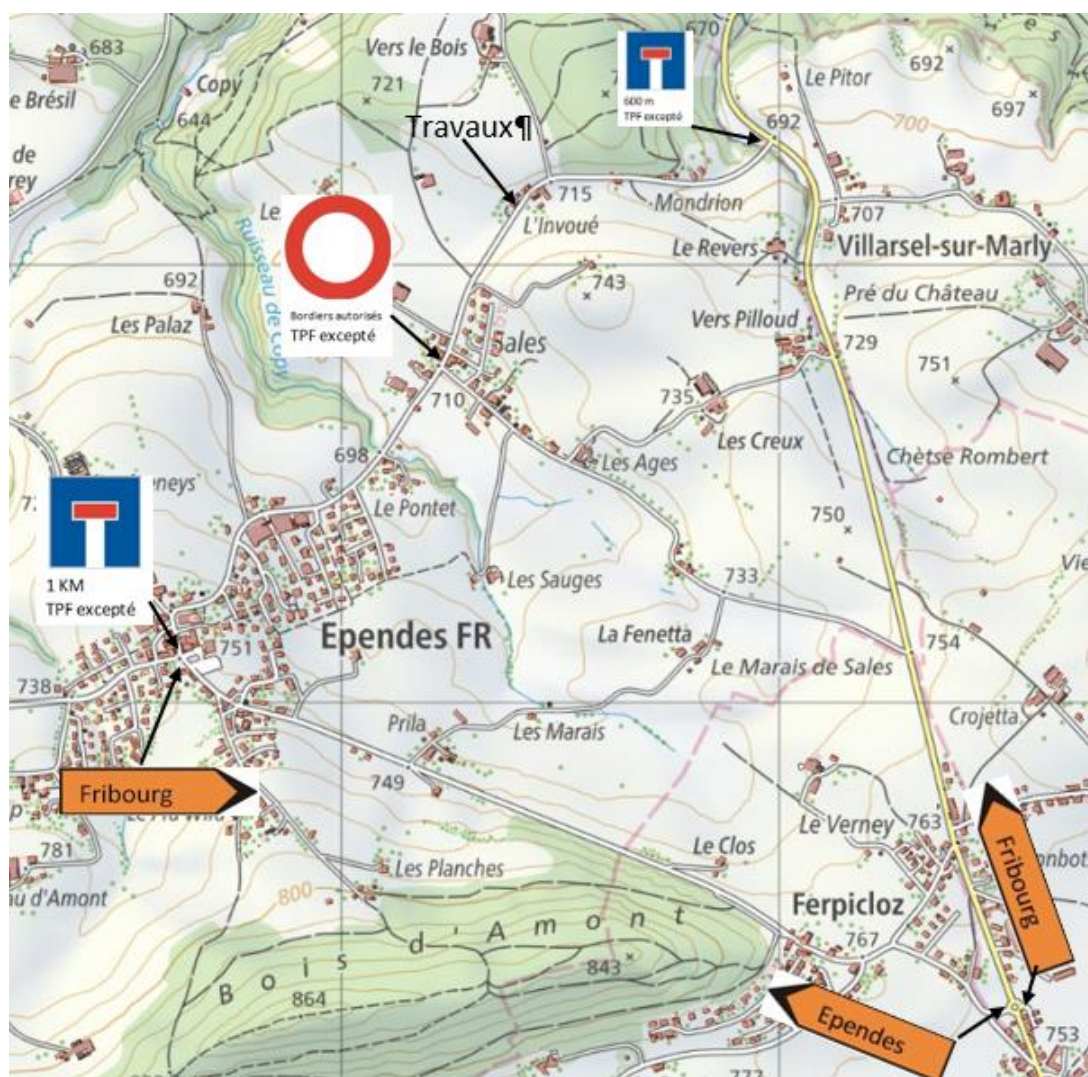 683
670
Vers le Bois
Le Pitor
692
Copy
721
697
e Brésil
600 m
TPF excepté
644
Travaux¶
692
700
de
rey
715
Mondrion
707
L'Invoué
Le Revers
Villarsel-sur-Marly
Ruisseau de Copy
692
743
Pré du Château
Bordiers autorisés
TPF excepté
Les Palaz
Vers Pilloud
Sales
729
751
710
735
Les Creux
698
Les Ages
Chètse Rombert
eneys
Le Pontet
750
1 KM
TPF excepté
Les Sauges
733
Vie
751
Ependes FR
La Fenetta
754
Le Marais de Sales
738
Prila
Les Marais
Crojetta
749
Fribourg
Le Verney
763
781
Le Clos
Fribourg
Les Planches
au d'Amont
800
Ferpicloz
Bois d'Amont
767
843
864
Ependes
753